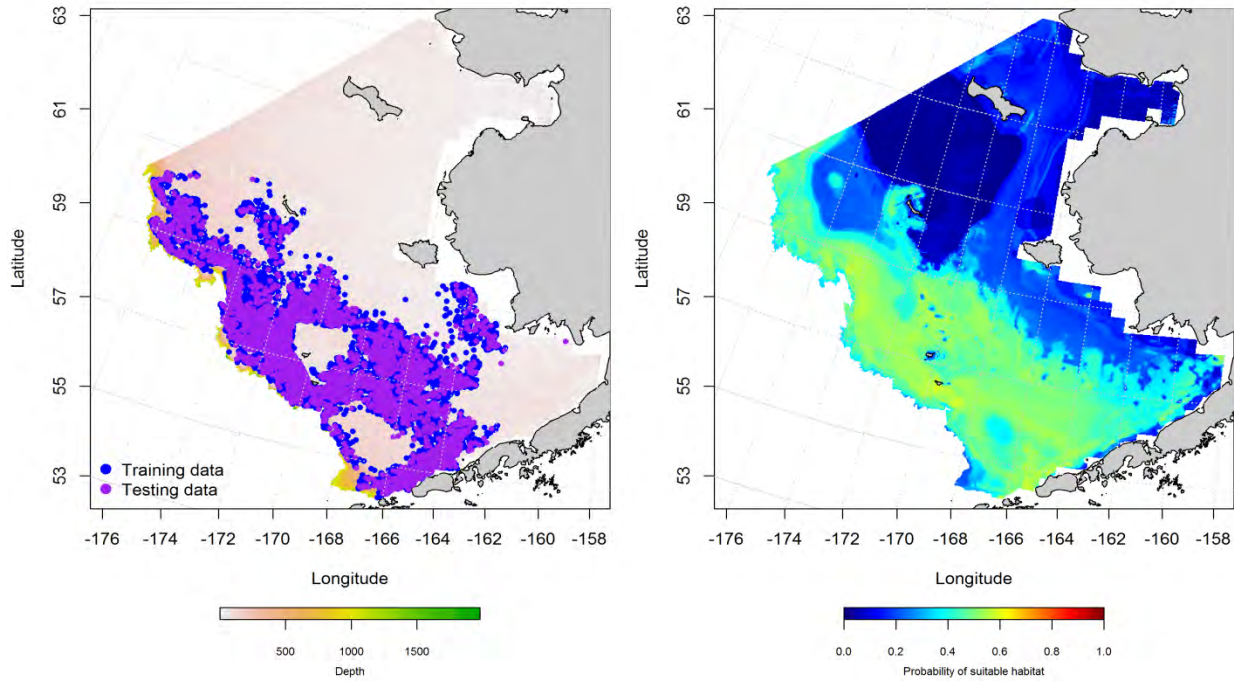 63
61
59
57
55
53
Latitude
Training data
Testing data
-176 -174 -172 -170 -168 -166 -164 -162 -160 -158
Longitude
500 1000 1500
Depth
63
61
59
57
55
53
Latitude
-176 -174 -172 -170 -168 -166 -164 -162 -160 -158
Longitude
0.0 0.2 0.4 0.6 0.8 1.0
Probability of suitable habitat